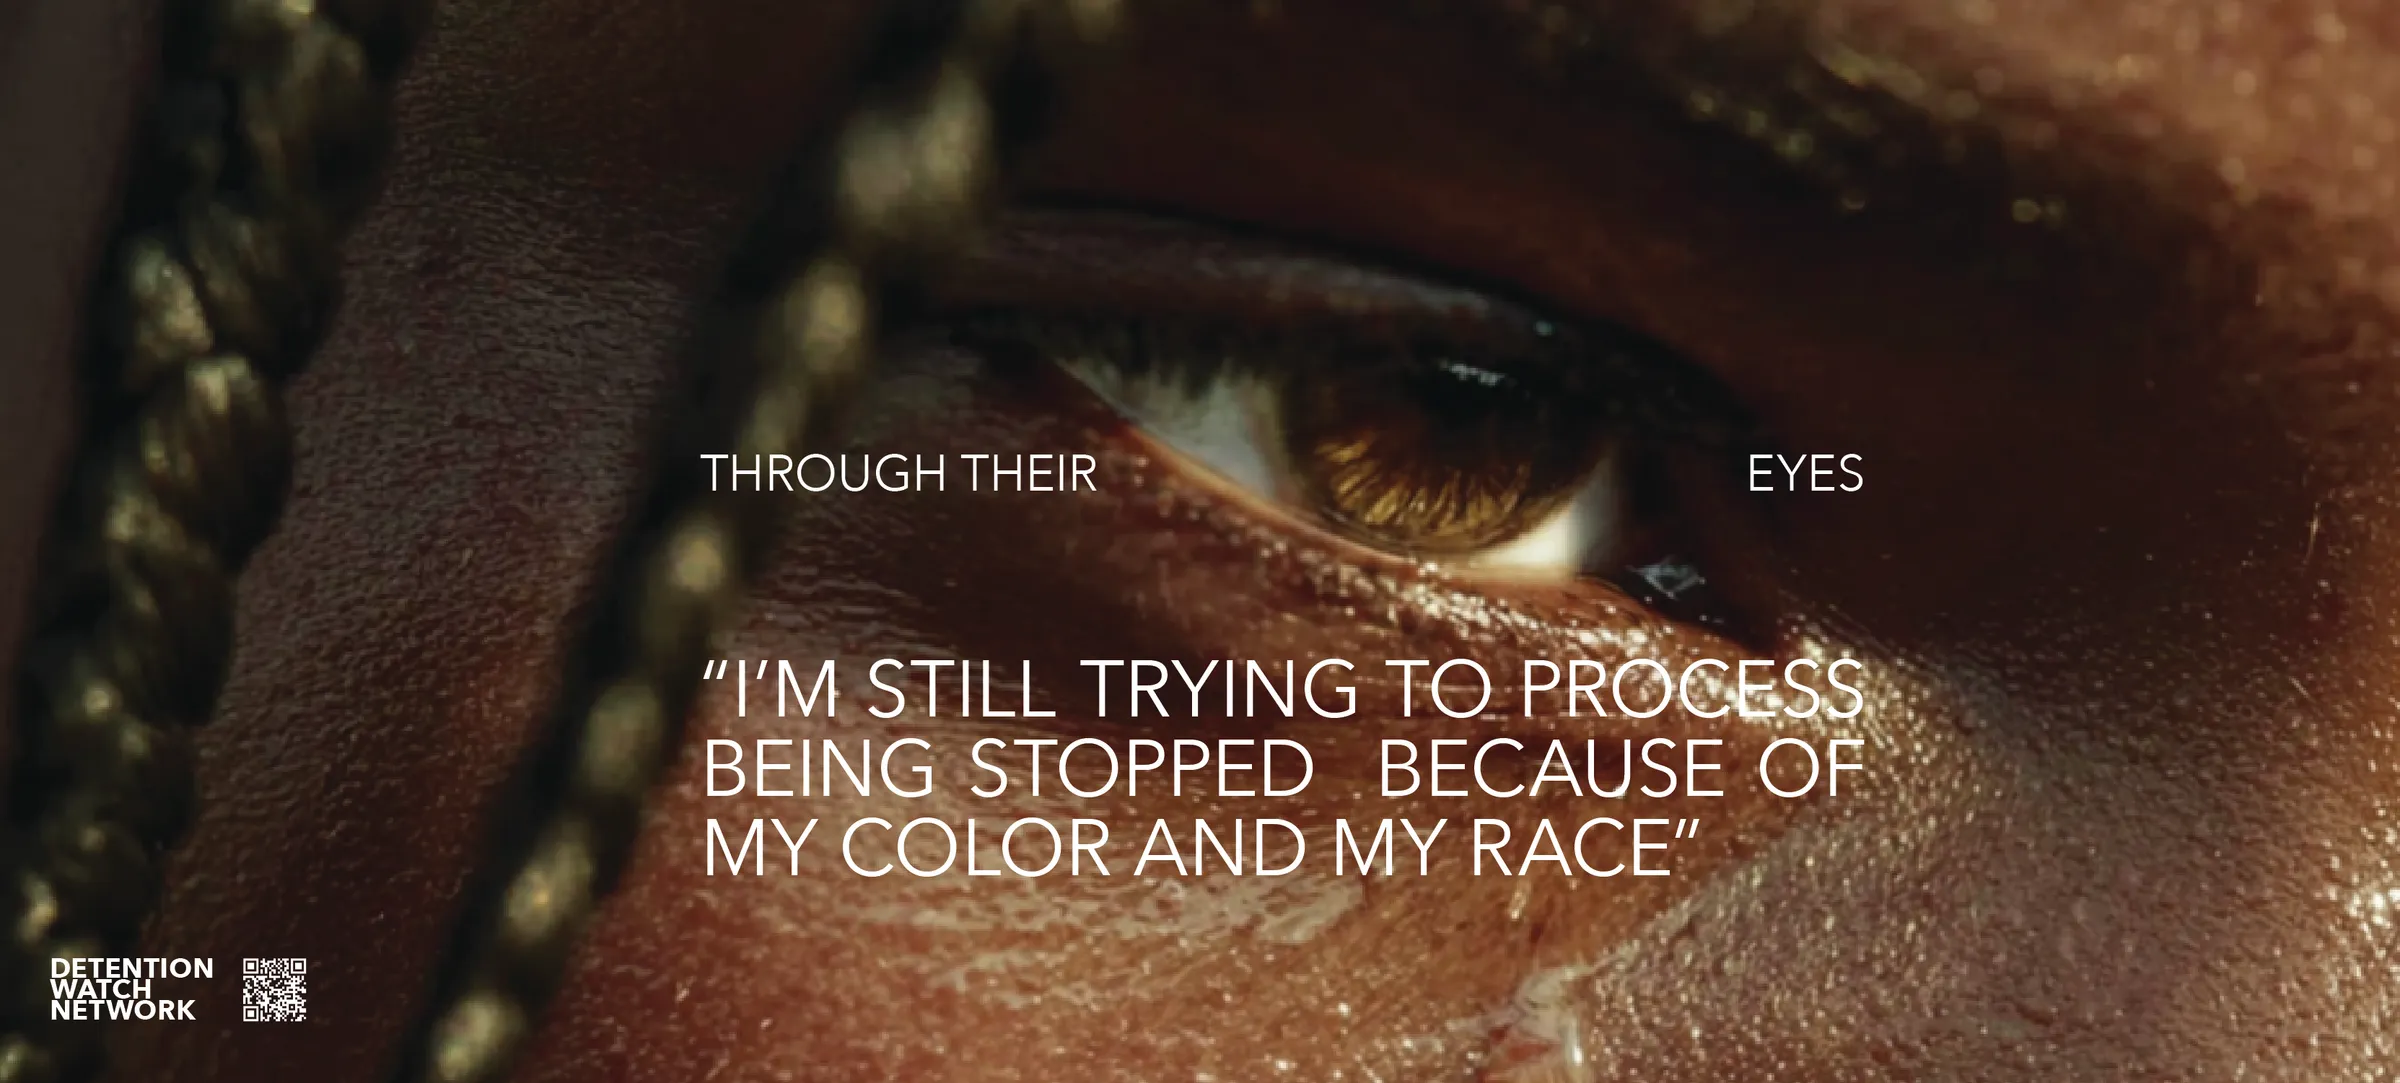 THROUGH THEIR EYES
“I’M STILL TRYING TO PROCESS
BEING STOPPED BECAUSE OF
MY COLOR AND MY RACE”
DETENTION
WATCH
NETWORK